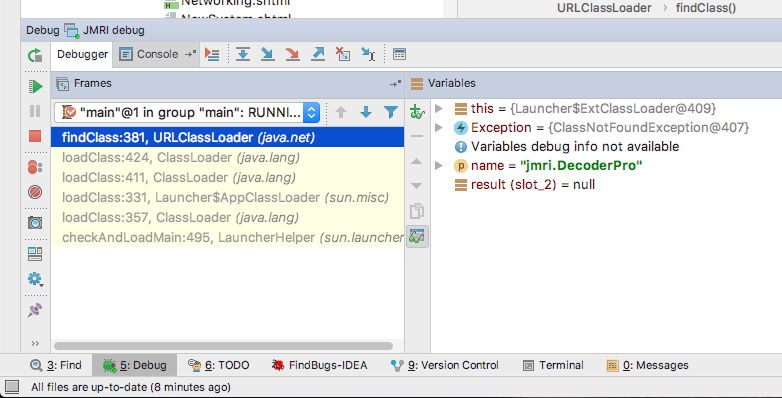 Networking.shtml
NewSystem.shtml
URLClassLoader › findClass()
Debug JMRI debug
Debugger Console
Frames
Variables
"main"@1 in group "main": RUNNI...
findClass:381, URLClassLoader (java.net)
loadClass:424, ClassLoader (java.lang)
loadClass:411, ClassLoader (java.lang)
loadClass:331, Launcher$AppClassLoader (sun.misc)
loadClass:357, ClassLoader (java.lang)
checkAndLoadMain:495, LauncherHelper (sun.launcher
this = {Launcher$ExtClassLoader@409}
Exception = {ClassNotFoundException@407}
Variables debug info not available
name = "jmri.DecoderPro"
result (slot_2) = null
3: Find 5: Debug 6: TODO FindBugs-IDEA 9: Version Control Terminal 0: Messages
All files are up-to-date (8 minutes ago)